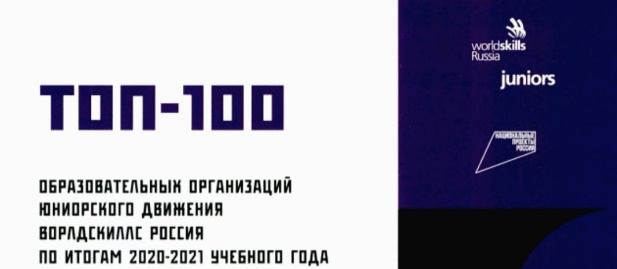 ТОП-100
ОБРАЗОВАТЕЛЬНЫХ ОРГАНИЗАЦИЙ
ЮНИОРСКОГО ДВИЖЕНИЯ
ВОРЛДСКИЛЛС РОССИЯ
ПО ИТОГАМ 2020-2021 УЧЕБНОГО ГОДА
worldskills
Russia
juniors
НАЦИОНАЛЬНЫЕ
ПРОЕКТЫ
РОССИИ